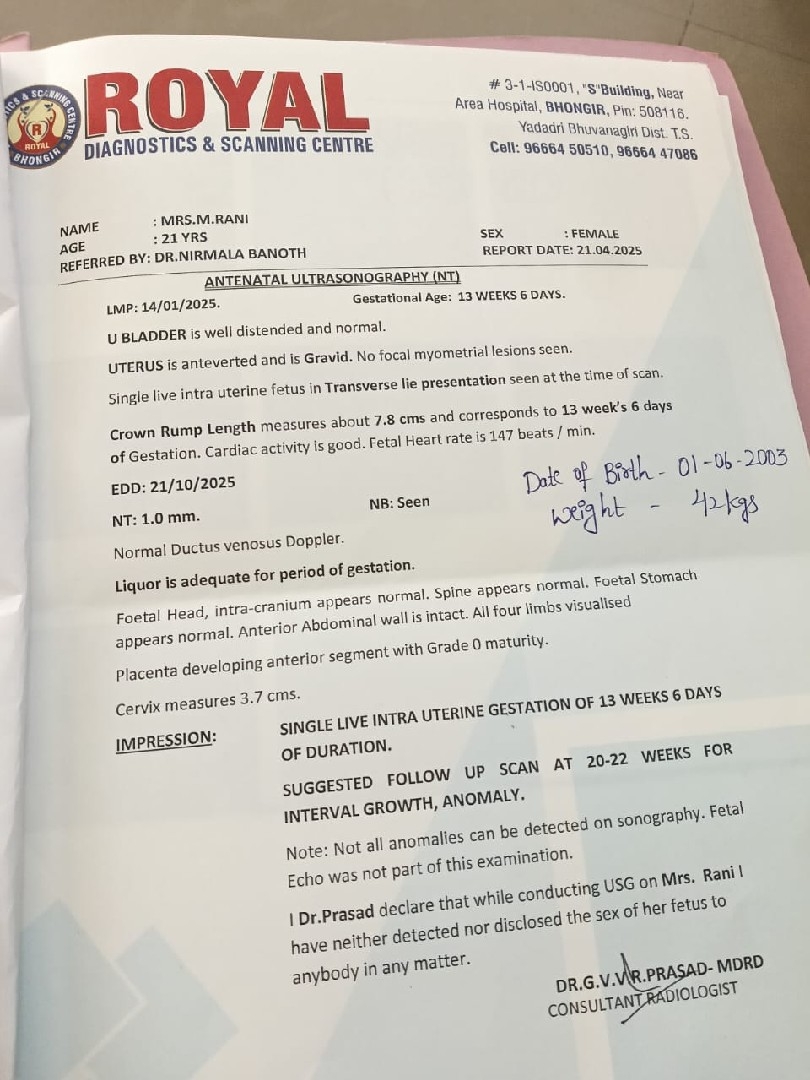 ROYAL
DIAGNOSTICS & SCANNING CENTRE
ROYAL
BHONGIR
# 3-1-IS0001, "S"Building, Near
Area Hospital, BHONGIR, Pin: 508116.
Yadadri Bhuvanagiri Dist. T.S.
Cell: 96664 50510, 96664 47086
NAME : MRS.M.RANI
AGE : 21 YRS
REFERRED BY: DR.NIRMALA BANOTH
SEX : FEMALE
REPORT DATE: 21.04.2025
ANTENATAL ULTRASONOGRAPHY (NT)
LMP: 14/01/2025. Gestational Age: 13 WEEKS 6 DAYS.
U BLADDER is well distended and normal.
UTERUS is anteverted and is Gravid. No focal myometrial lesions seen.
Single live intra uterine fetus in Transverse lie presentation seen at the time of scan.
Crown Rump Length measures about 7.8 cms and corresponds to 13 week's 6 days
of Gestation. Cardiac activity is good. Fetal Heart rate is 147 beats / min.
EDD: 21/10/2025
Date of Birth - 01-06-2003
Weight - 42kgs
NT: 1.0 mm. NB: Seen
Normal Ductus venosus Doppler.
Liquor is adequate for period of gestation.
Foetal Head, intra-cranium appears normal. Spine appears normal. Foetal Stomach
appears normal. Anterior Abdominal wall is intact. All four limbs visualised
Placenta developing anterior segment with Grade 0 maturity.
Cervix measures 3.7 cms.
IMPRESSION: SINGLE LIVE INTRA UTERINE GESTATION OF 13 WEEKS 6 DAYS
OF DURATION.
SUGGESTED FOLLOW UP SCAN AT 20-22 WEEKS FOR
INTERVAL GROWTH, ANOMALY.
Note: Not all anomalies can be detected on sonography. Fetal
Echo was not part of this examination.
I Dr.Prasad declare that while conducting USG on Mrs. Rani I
have neither detected nor disclosed the sex of her fetus to
anybody in any matter.
DR.G.V.V.R.PRASAD- MDRD
CONSULTANT RADIOLOGIST